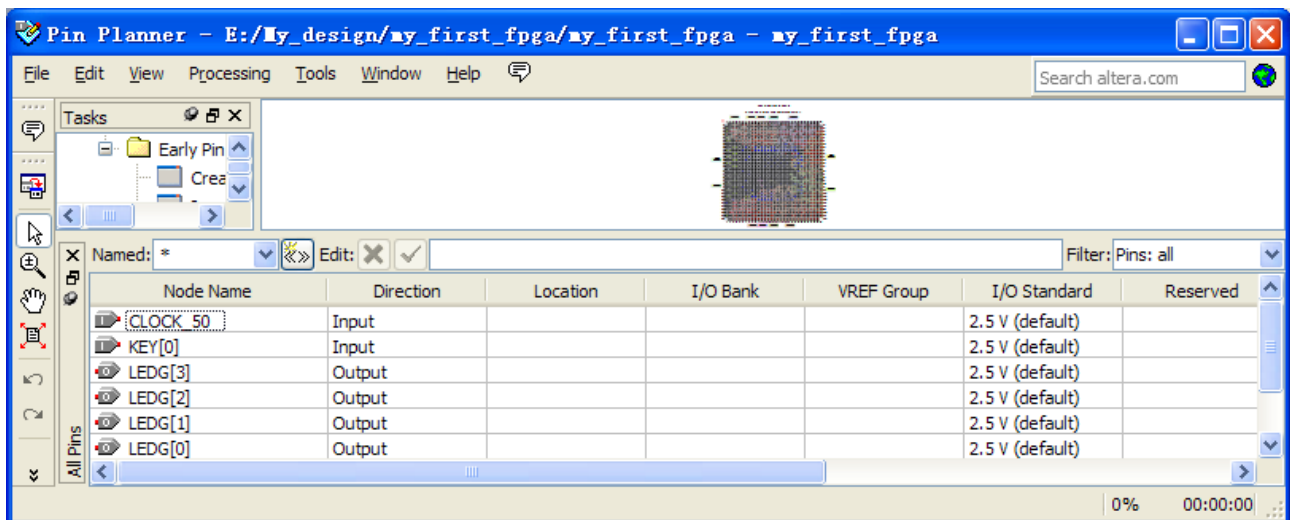 Pin Planner - E:/My_design/my_first_fpga/my_first_fpga - my_first_fpga
File Edit View Processing Tools Window Help Search altera.com
Tasks
Early Pin
Crea
Named: * Edit: Filter: Pins: all
Node Name Direction Location I/O Bank VREF Group I/O Standard Reserved
CLOCK_50 Input 2.5 V (default)
KEY[0] Input 2.5 V (default)
LEDG[3] Output 2.5 V (default)
LEDG[2] Output 2.5 V (default)
LEDG[1] Output 2.5 V (default)
LEDG[0] Output 2.5 V (default)
All Pins
0% 00:00:00